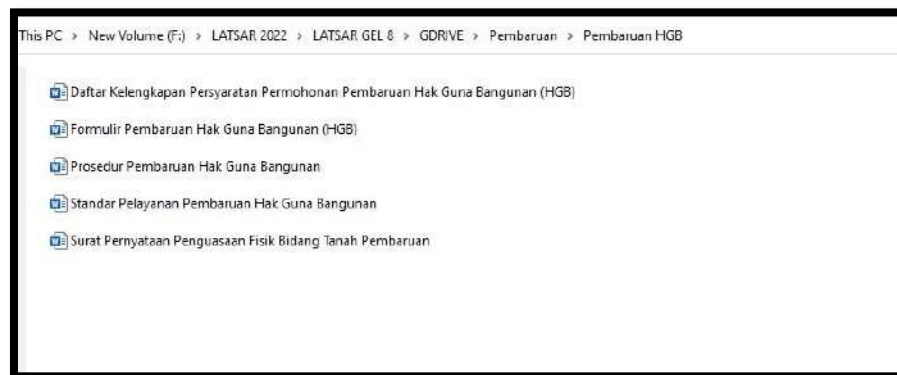 This PC > New Volume (F:) > LATSAR 2022 > LATSAR GEL 8 > GDRIVE > Pembaruan > Pembaruan HGB
Daftar Kelengkapan Persyaratan Permohonan Pembaruan Hak Guna Bangunan (HGB)
Formulir Pembaruan Hak Guna Bangunan (HGB)
Prosedur Pembaruan Hak Guna Bangunan
Standar Pelayanan Pembaruan Hak Guna Bangunan
Surat Pernyataan Penguasaan Fisik Bidang Tanah Pembaruan